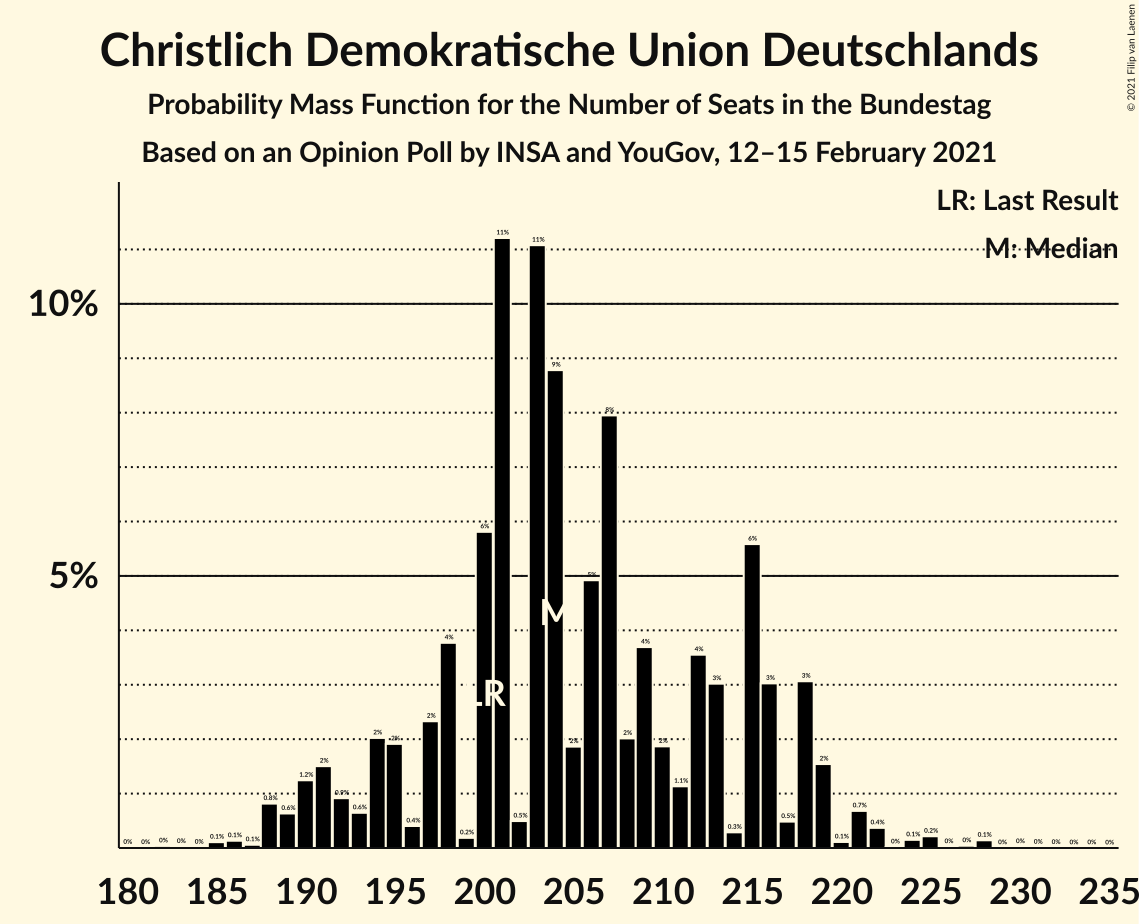 Christlich Demokratische Union Deutschlands
Probability Mass Function for the Number of Seats in the Bundestag
Based on an Opinion Poll by INSA and YouGov, 12–15 February 2021
© 2021 Filip van Laenen
LR: Last Result
M: Median
10%
5%
0% 0% 0% 0% 0% 0.1% 0.1% 0.1% 0.8% 0.6% 1.2% 2% 0.9% 0.6% 2% 2% 0.4% 2% 4% 0.2% 6% 11% 0.5% 11% 9% 2% 5% 8% 2% 4% 2% 1.1% 4% 3% 0.3% 6% 3% 0.5% 3% 2% 0.1% 0.7% 0.4% 0% 0.1% 0.2% 0% 0% 0.1% 0% 0% 0% 0% 0% 0% 0%
M
LR
180 185 190 195 200 205 210 215 220 225 230 235